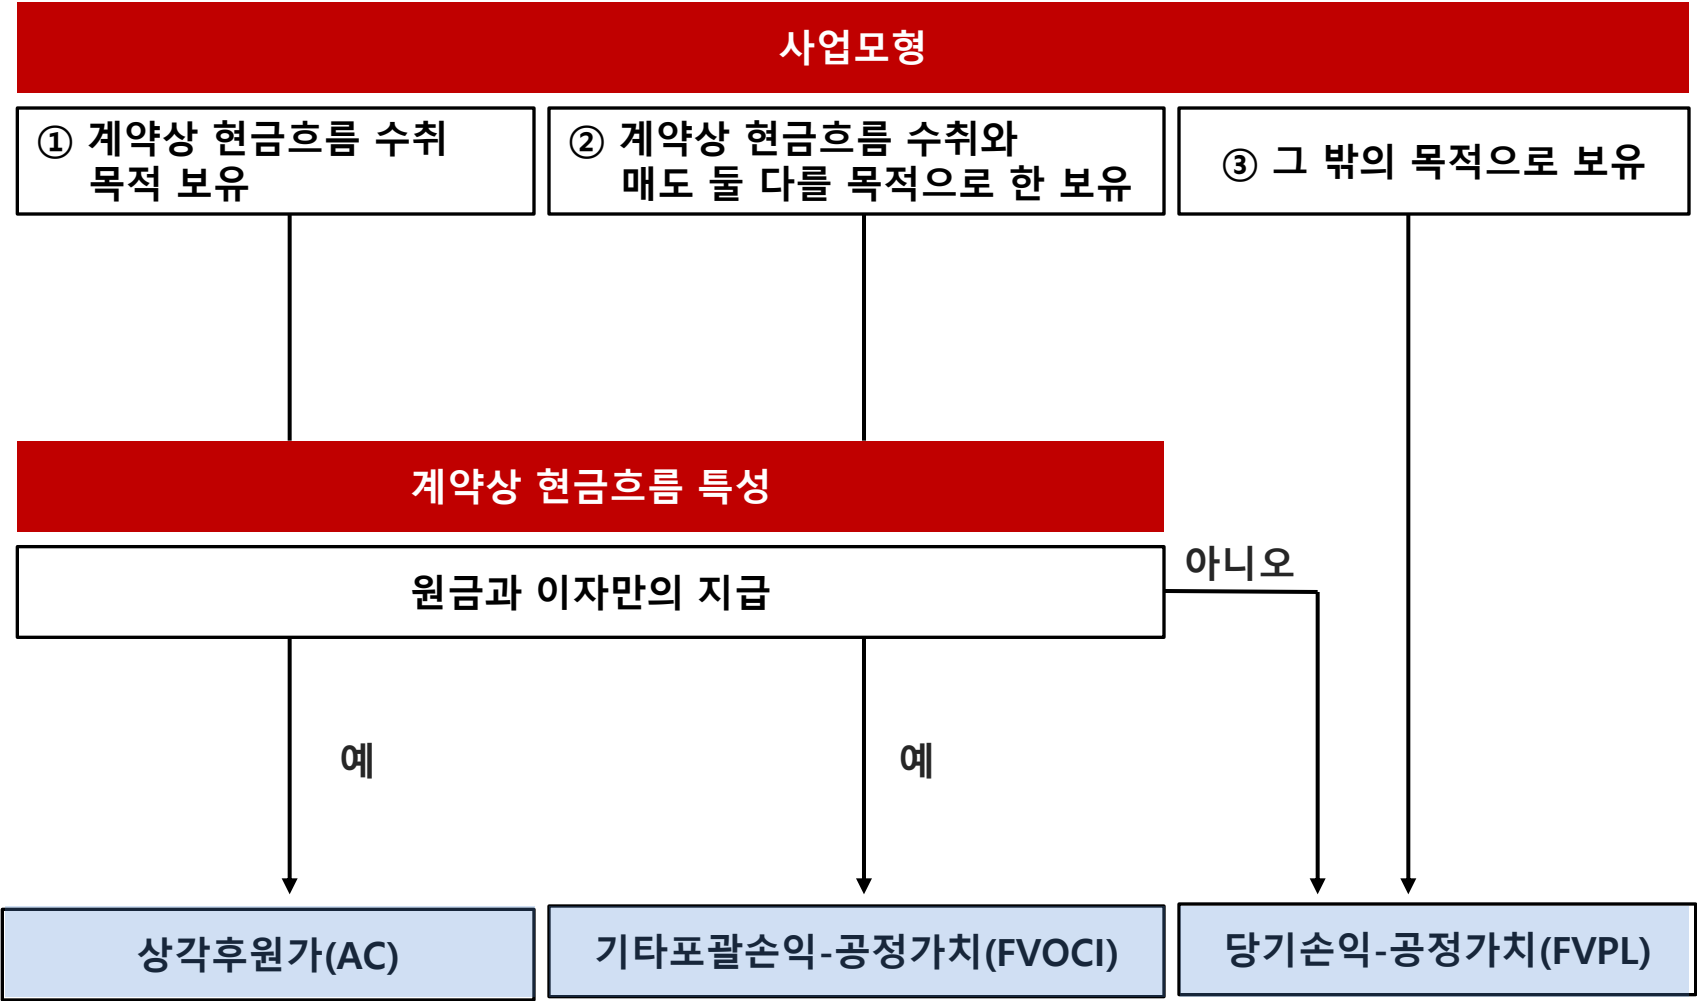 사업모형
① 계약상 현금흐름 수취
목적 보유
② 계약상 현금흐름 수취와
매도 둘 다를 목적으로 한 보유
③ 그 밖의 목적으로 보유
계약상 현금흐름 특성
원금과 이자만의 지급
아니오
예
예
상각후원가(AC)
기타포괄손익-공정가치(FVOCI)
당기손익-공정가치(FVPL)